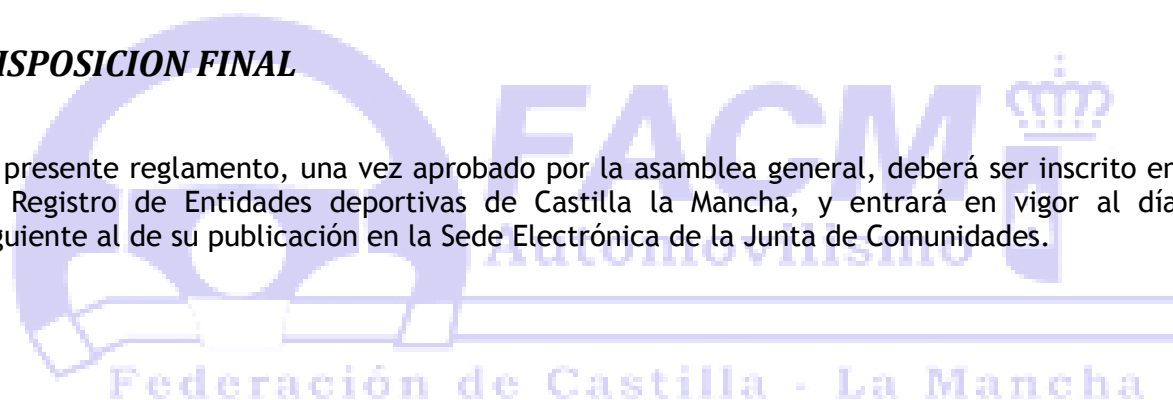 ISPOSICION FINAL
FACM
presente reglamento, una vez aprobado por la asamblea general, deberá ser inscrito en
Registro de Entidades deportivas de Castilla la Mancha, y entrará en vigor al día
guiente al de su publicación en la Sede Electrónica de la Junta de Comunidades.
Automovilismo
Federación de Castilla - La Mancha